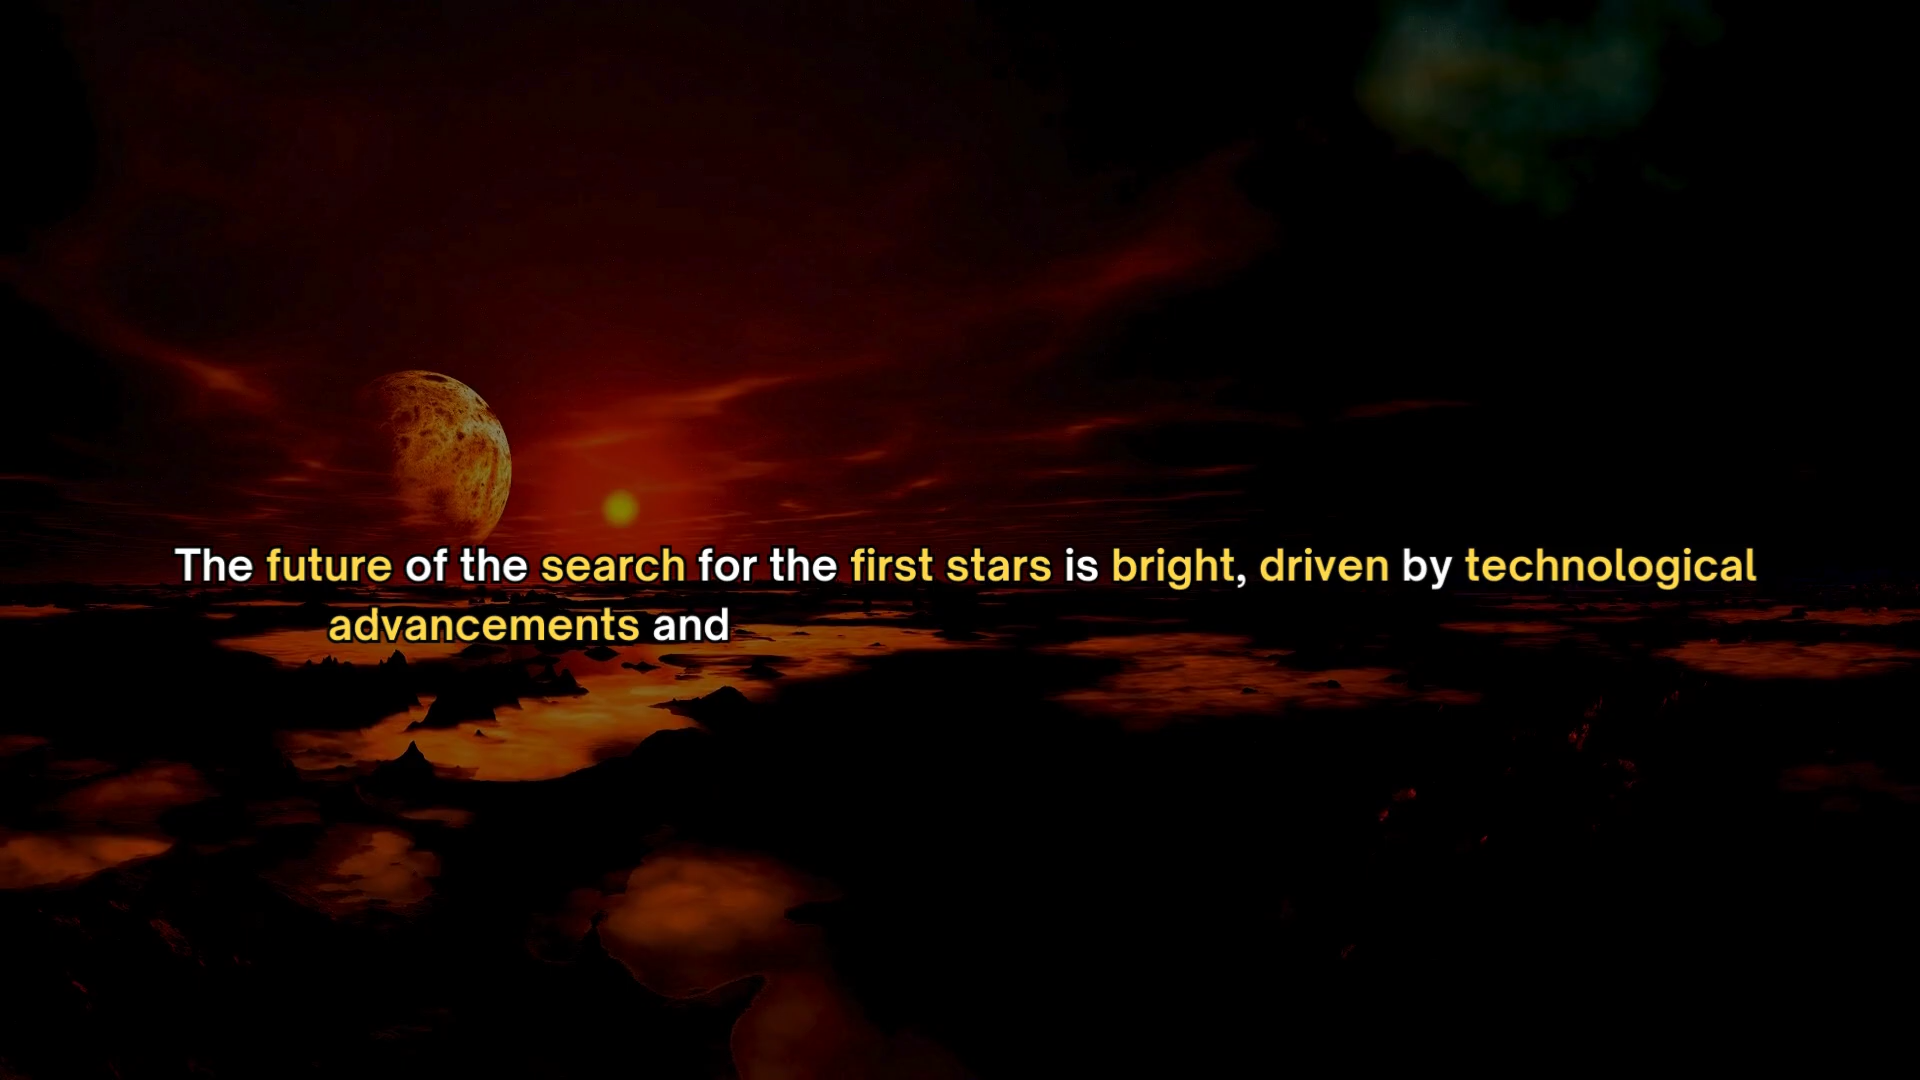 The future of the search for the first stars is bright, driven by technological
advancements and